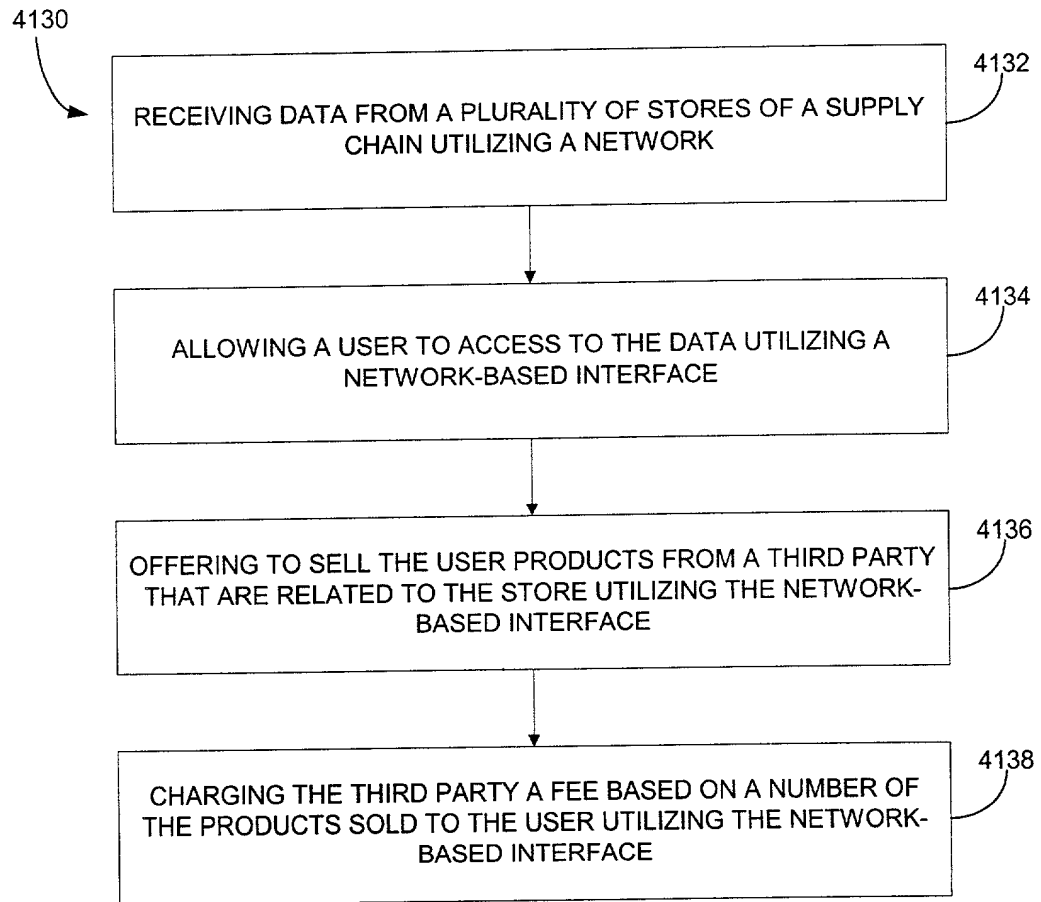 4130
4132
RECEIVING DATA FROM A PLURALITY OF STORES OF A SUPPLY
CHAIN UTILIZING A NETWORK
4134
ALLOWING A USER TO ACCESS TO THE DATA UTILIZING A
NETWORK-BASED INTERFACE
4136
OFFERING TO SELL THE USER PRODUCTS FROM A THIRD PARTY
THAT ARE RELATED TO THE STORE UTILIZING THE NETWORK-
BASED INTERFACE
4138
CHARGING THE THIRD PARTY A FEE BASED ON A NUMBER OF
THE PRODUCTS SOLD TO THE USER UTILIZING THE NETWORK-
BASED INTERFACE